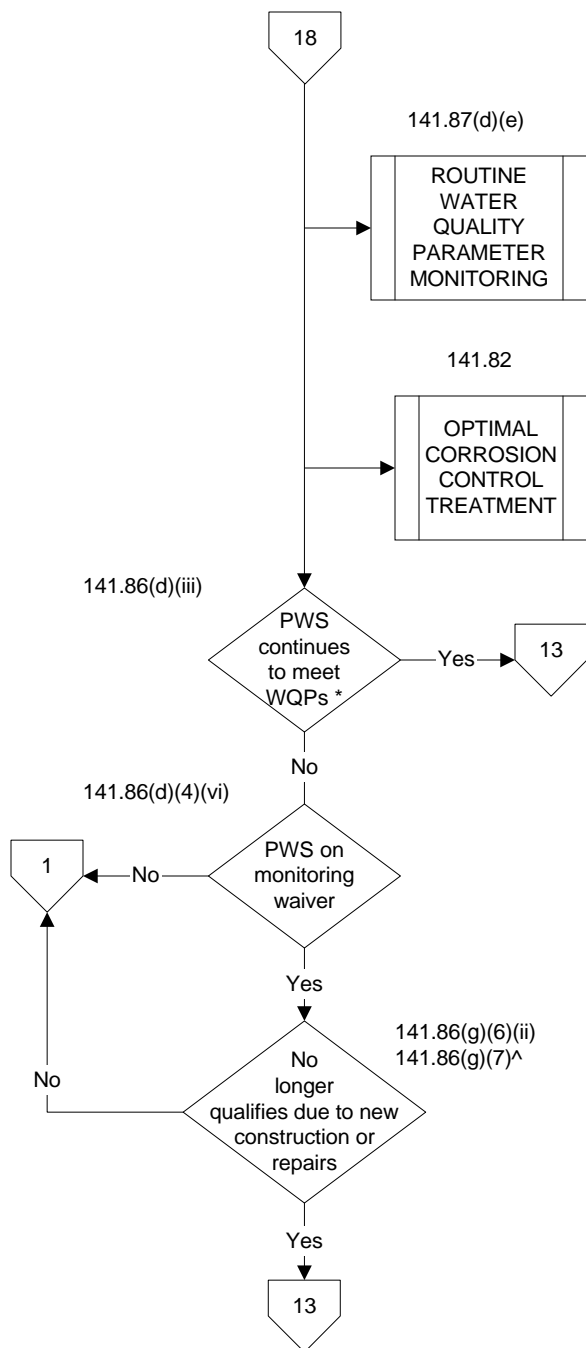 18
141.87(d)(e)
ROUTINE
WATER
QUALITY
PARAMETER
MONITORING
141.82
OPTIMAL
CORROSION
CONTROL
TREATMENT
141.86(d)(iii)
PWS
continues
to meet
WQPs *
Yes
13
No
141.86(d)(4)(vi)
PWS on
monitoring
waiver
No
1
Yes
141.86(g)(6)(ii)
141.86(g)(7)^
No
longer
qualifies due to new
construction or
repairs
No
Yes
13